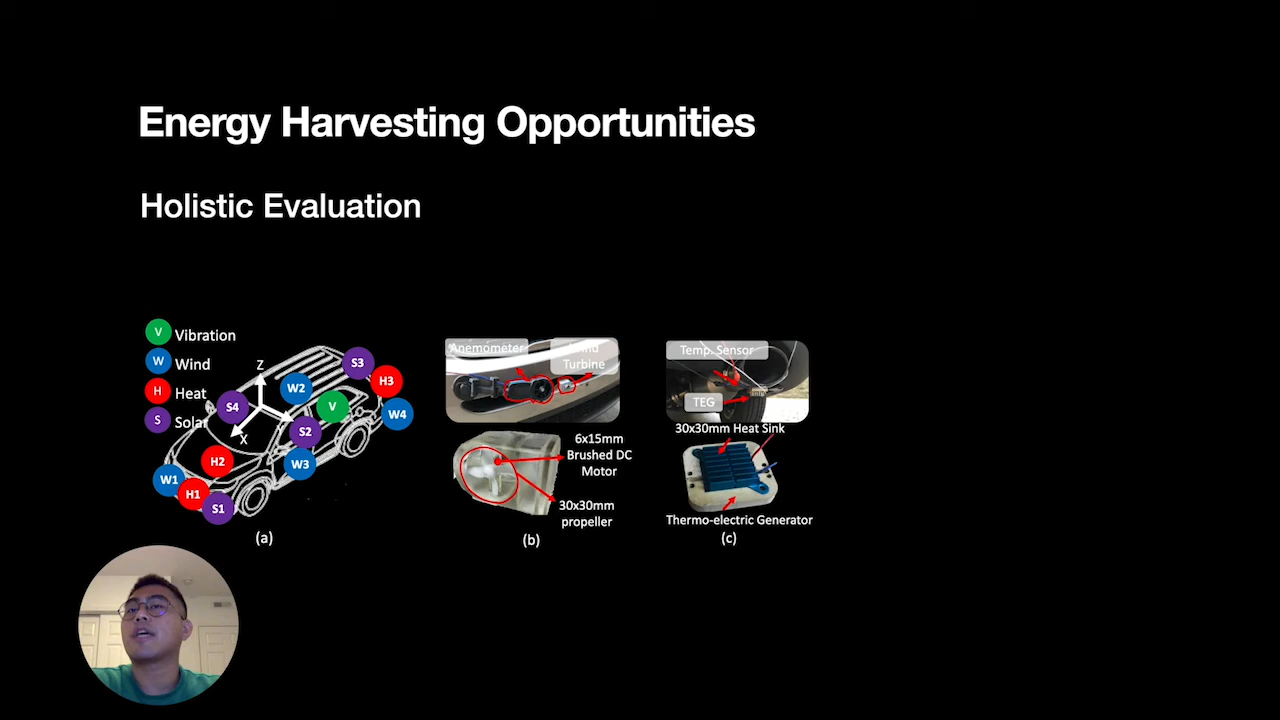 Energy Harvesting Opportunities
Holistic Evaluation
V Vibration
W Wind
H Heat
S Solar
Z
X
S3
H3
W2
S4
V
W4
S2
H2
W3
W1
H1
S1
(a)
Anemometer
Turbine
6x15mm
Brushed DC
Motor
30x30mm
propeller
(b)
Temp. Sensor
TEG
30x30mm Heat Sink
Thermo-electric Generator
(c)